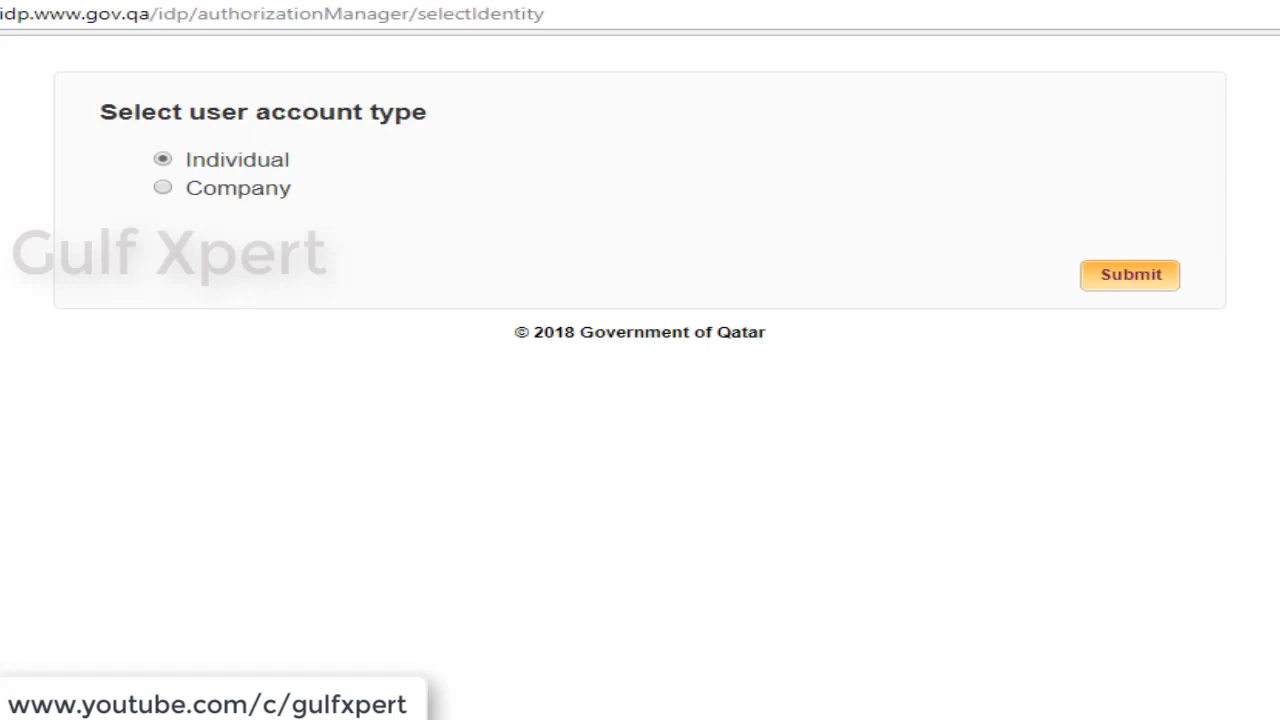 idp.www.gov.qa/idp/authorizationManager/selectIdentity
Select user account type
Individual
Company
Gulf Xpert
Submit
© 2018 Government of Qatar
www.youtube.com/c/gulfxpert